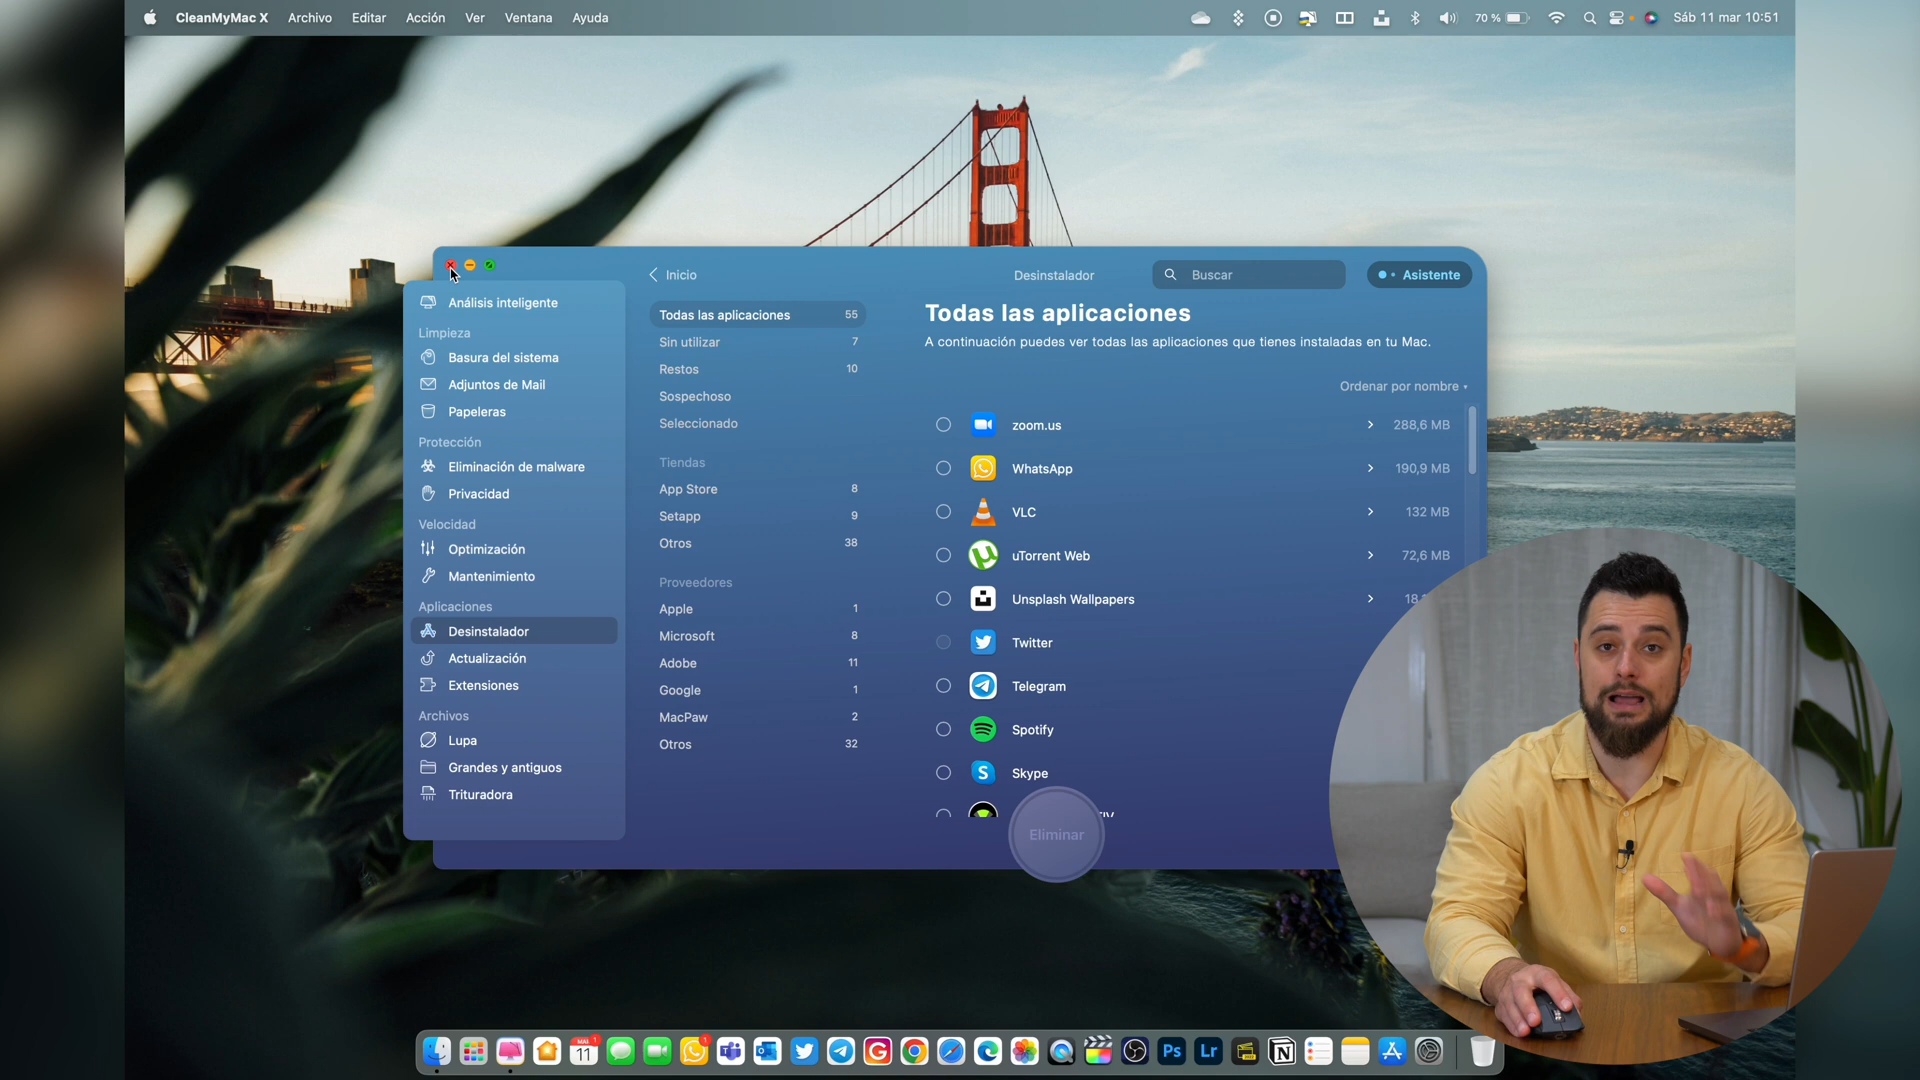 CleanMyMac X Archivo Editar Acción Ver Ventana Ayuda
70 % Sáb 11 mar 10:51
Inicio
Desinstalador
Buscar
Asistente
Análisis inteligente
Limpieza
Basura del sistema
Adjuntos de Mail
Papeleras
Protección
Eliminación de malware
Privacidad
Velocidad
Optimización
Mantenimiento
Aplicaciones
Desinstalador
Actualización
Extensiones
Archivos
Lupa
Grandes y antiguos
Trituradora
Todas las aplicaciones 55
Sin utilizar 7
Restos 10
Sospechoso
Seleccionado
Tiendas
App Store 8
Setapp 9
Otros 38
Proveedores
Apple 1
Microsoft 8
Adobe 11
Google 1
MacPaw 2
Otros 32
Todas las aplicaciones
A continuación puedes ver todas las aplicaciones que tienes instaladas en tu Mac.
Ordenar por nombre
zoom.us 288,6 MB
WhatsApp 190,9 MB
VLC 132 MB
uTorrent Web 72,6 MB
Unsplash Wallpapers
Twitter
Telegram
Spotify
Skype
Eliminar
11
Ps
Lr